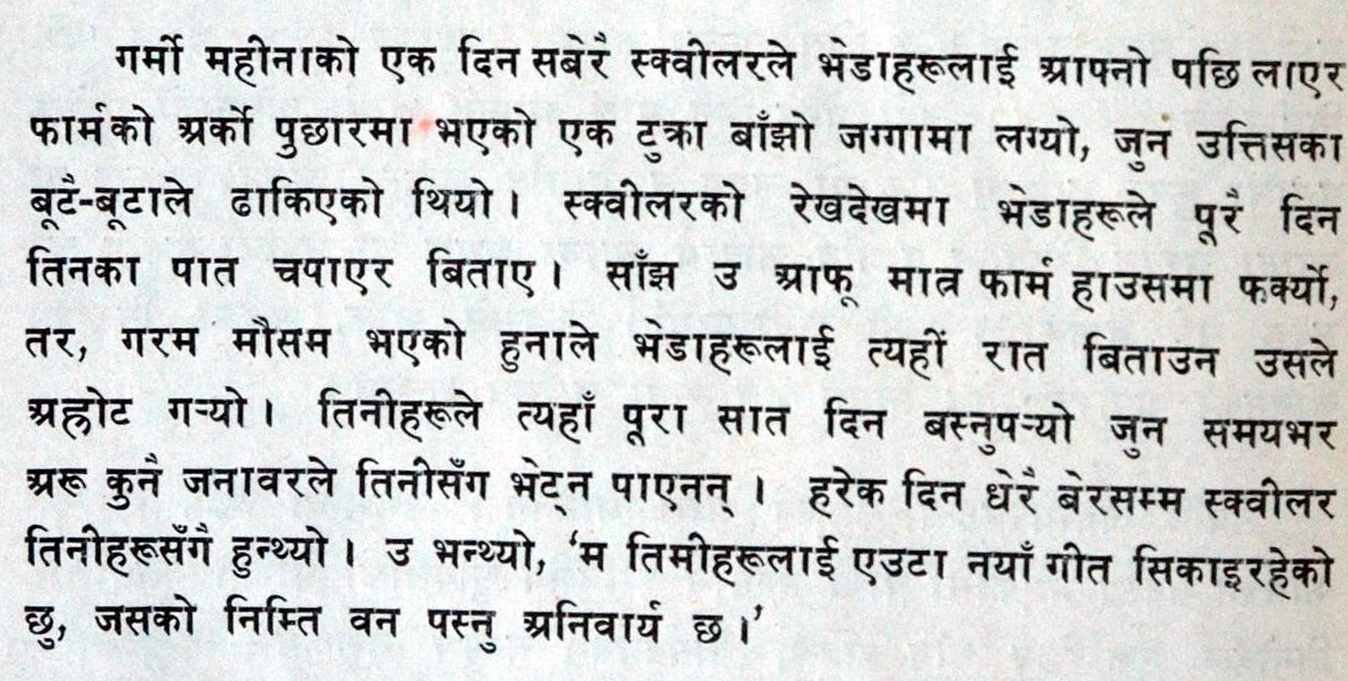 गर्मी महीनाको एक दिन सबेरै स्क्वीलरले भेडाहरूलाई आफ्नो पछि लाएर
फार्मको अर्को पुछारमा भएको एक टुक्रा बाँझो जग्गामा लग्यो, जुन उत्तिसका
बूटै-बूटाले ढाकिएको थियो। स्क्वीलरको रेखदेखमा भेडाहरूले पूरै दिन
तिनका पात चपाएर बिताए। साँझ उ आफू मात्र फार्म हाउसमा फर्क्यो,
तर, गरम मौसम भएको हुनाले भेडाहरूलाई त्यहीं रात बिताउन उसले
अह्रोट गर्‍यो। तिनीहरूले त्यहाँ पूरा सात दिन बस्नुपर्‍यो जुन समयभर
अरू कुनै जनावरले तिनीसँग भेट्न पाएनन्। हरेक दिन धेरै बेरसम्म स्क्वीलर
तिनीहरूसँगै हुन्थ्यो। उ भन्थ्यो, ‘म तिमीहरूलाई एउटा नयाँ गीत सिकाइरहेको
छु, जसको निम्ति वन पस्नु अनिवार्य छ।’